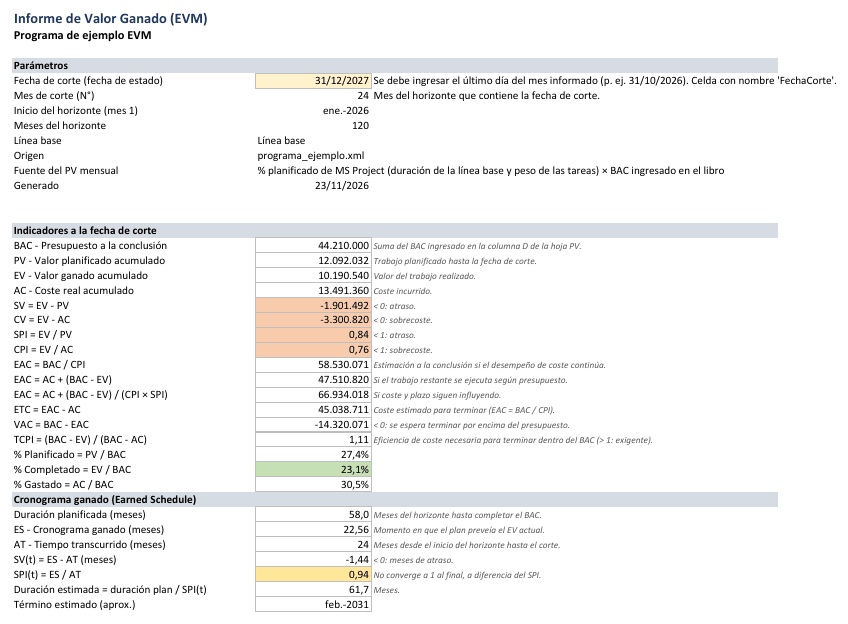 Informe de Valor Ganado (EVM)
Programa de ejemplo EVM
Parámetros
Fecha de corte (fecha de estado) 31/12/2027 Se debe ingresar el último día del mes informado (p. ej. 31/10/2026). Celda con nombre 'FechaCorte'.
Mes de corte (N°) 24 Mes del horizonte que contiene la fecha de corte.
Inicio del horizonte (mes 1) ene.-2026
Meses del horizonte 120
Línea base Línea base
Origen programa_ejemplo.xml
Fuente del PV mensual % planificado de MS Project (duración de la línea base y peso de las tareas) × BAC ingresado en el libro
Generado 23/11/2026
Indicadores a la fecha de corte
BAC - Presupuesto a la conclusión 44.210.000 Suma del BAC ingresado en la columna D de la hoja PV.
PV - Valor planificado acumulado 12.092.032 Trabajo planificado hasta la fecha de corte.
EV - Valor ganado acumulado 10.190.540 Valor del trabajo realizado.
AC - Coste real acumulado 13.491.360 Coste incurrido.
SV = EV - PV -1.901.492 < 0: atraso.
CV = EV - AC -3.300.820 < 0: sobrecoste.
SPI = EV / PV 0,84 < 1: atraso.
CPI = EV / AC 0,76 < 1: sobrecoste.
EAC = BAC / CPI 58.530.071 Estimación a la conclusión si el desempeño de coste continúa.
EAC = AC + (BAC - EV) 47.510.820 Si el trabajo restante se ejecuta según presupuesto.
EAC = AC + (BAC - EV) / (CPI × SPI) 66.934.018 Si coste y plazo siguen influyendo.
ETC = EAC - AC 45.038.711 Coste estimado para terminar (EAC = BAC / CPI).
VAC = BAC - EAC -14.320.071 < 0: se espera terminar por encima del presupuesto.
TCPI = (BAC - EV) / (BAC - AC) 1,11 Eficiencia de coste necesaria para terminar dentro del BAC (> 1: exigente).
% Planificado = PV / BAC 27,4%
% Completado = EV / BAC 23,1%
% Gastado = AC / BAC 30,5%
Cronograma ganado (Earned Schedule)
Duración planificada (meses) 58,0 Meses del horizonte hasta completar el BAC.
ES - Cronograma ganado (meses) 22,56 Momento en que el plan preveía el EV actual.
AT - Tiempo transcurrido (meses) 24 Meses desde el inicio del horizonte hasta el corte.
SV(t) = ES - AT (meses) -1,44 < 0: meses de atraso.
SPI(t) = ES / AT 0,94 No converge a 1 al final, a diferencia del SPI.
Duración estimada = duración plan / SPI(t) 61,7 Meses.
Término estimado (aprox.) feb.-2031